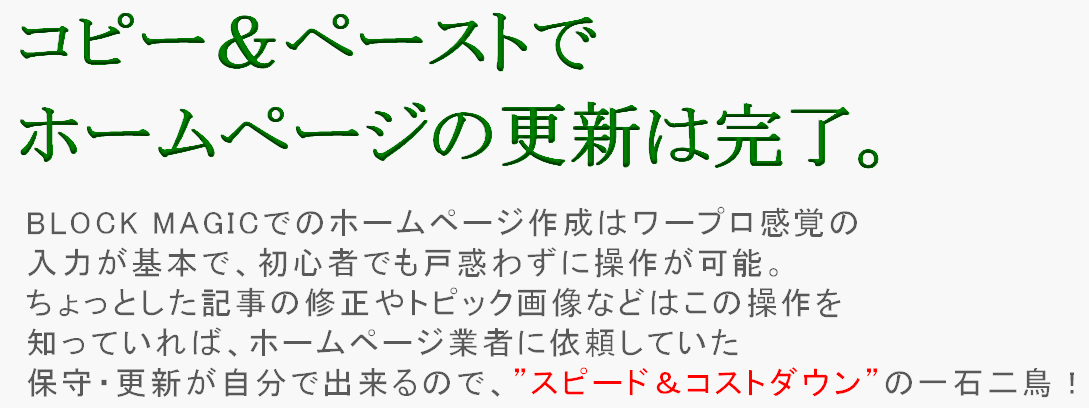 コピー＆ペーストで
ホームページの更新は完了。
BLOCK MAGICでのホームページ作成はワープロ感覚の
入力が基本で、初心者でも戸惑わずに操作が可能。
ちょっとした記事の修正やトピック画像などはこの操作を
知っていれば、ホームページ業者に依頼していた
保守・更新が自分で出来るので、”スピード＆コストダウン”の一石二鳥！